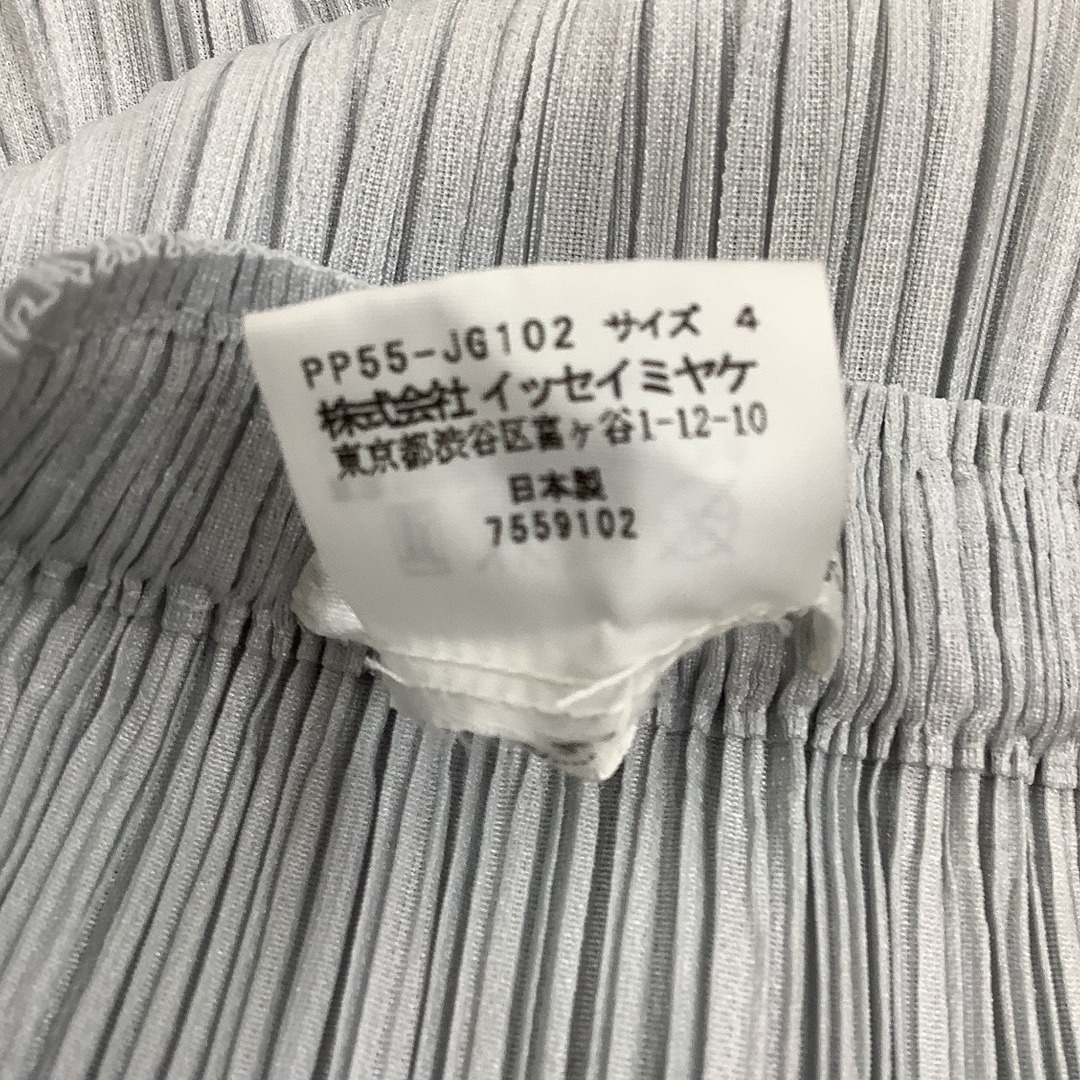 PP55-JG102 サイズ 4
株式会社イッセイミヤケ
東京都渋谷区富ヶ谷1-12-10
日本製
7559102